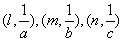 (l, 1/a), (m, 1/b), (n, 1/c)